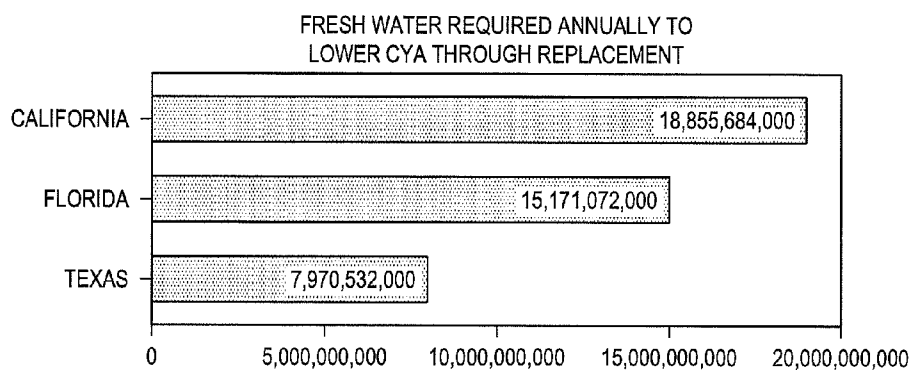 FRESH WATER REQUIRED ANNUALLY TO
LOWER CYA THROUGH REPLACEMENT
CALIFORNIA
18,855,684,000
FLORIDA
15,171,072,000
TEXAS
7,970,532,000
0
5,000,000,000
10,000,000,000
15,000,000,000
20,000,000,000